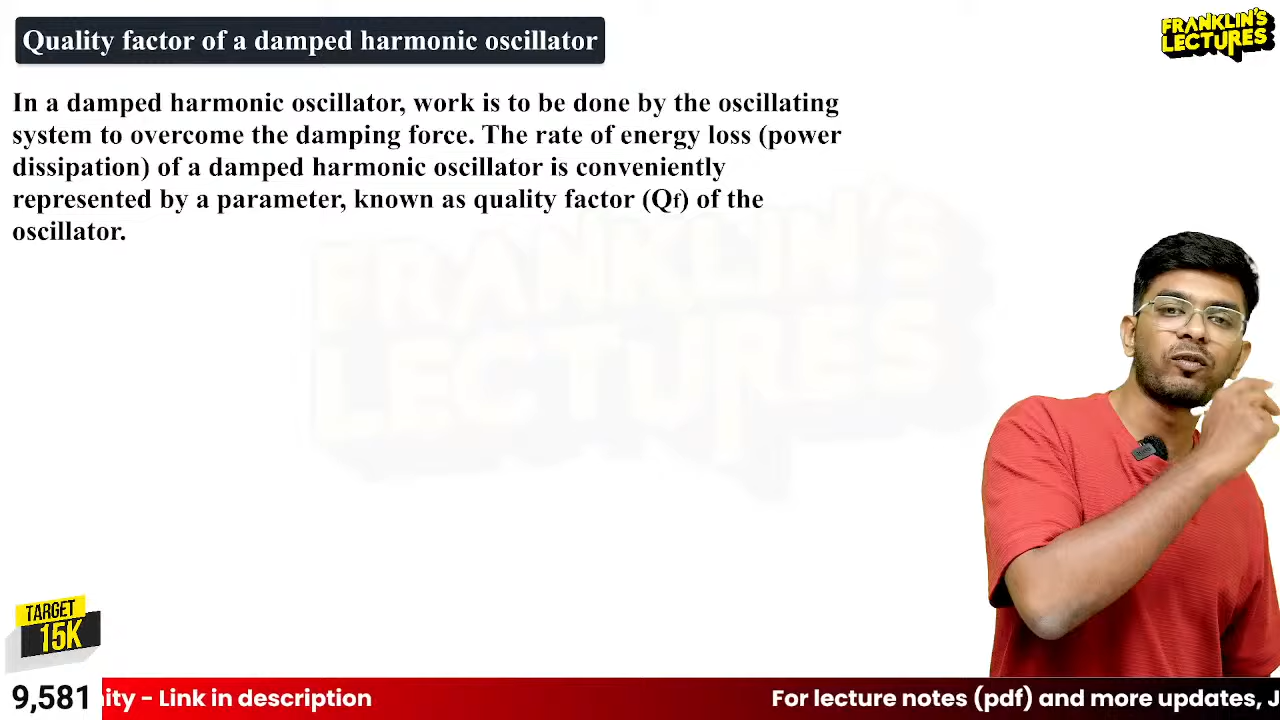 Quality factor of a damped harmonic oscillator
FRANKLIN'S
LECTURES
In a damped harmonic oscillator, work is to be done by the oscillating
system to overcome the damping force. The rate of energy loss (power
dissipation) of a damped harmonic oscillator is conveniently
represented by a parameter, known as quality factor (Qf) of the
oscillator.
FRANKLIN'S
LECTURES
TARGET
15K
9,581
ity - Link in description
For lecture notes (pdf) and more updates, J